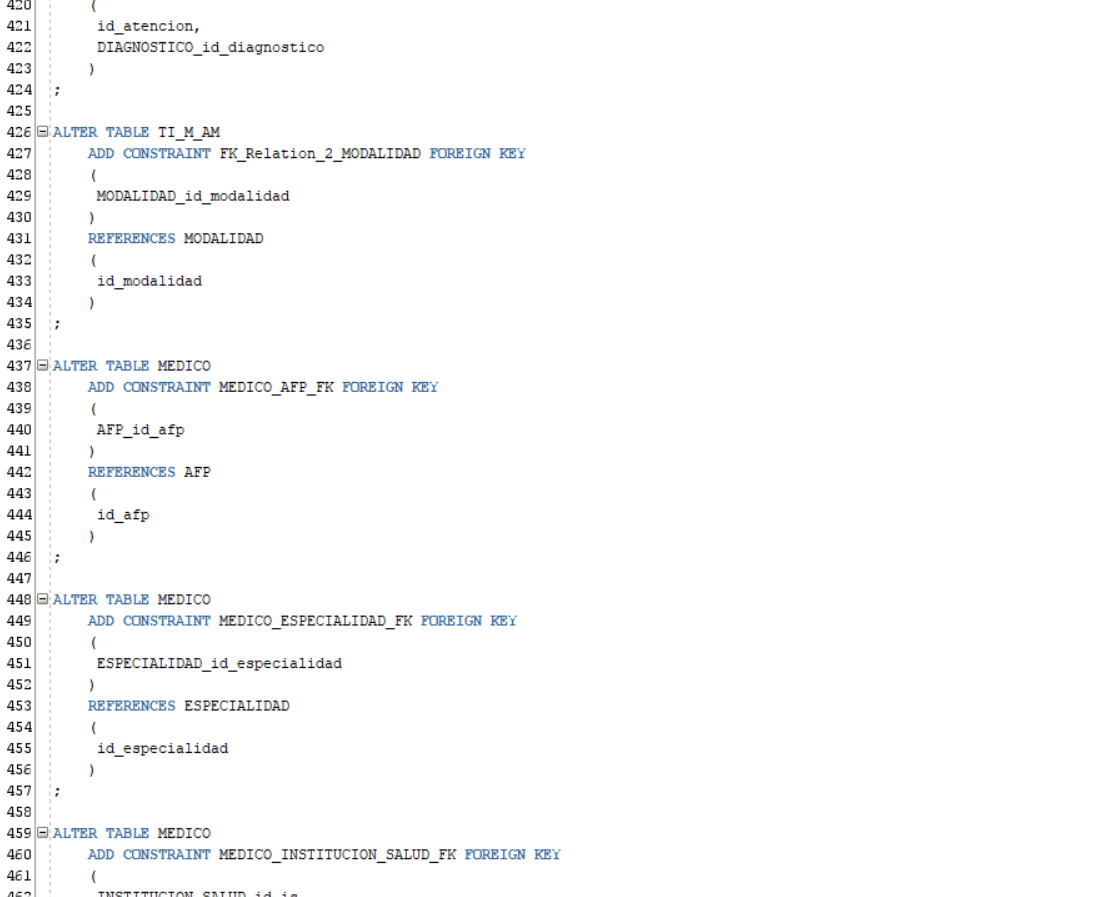 420 (
421 id_atencion,
422 DIAGNOSTICO_id_diagnostico
423 )
424 ;
425
426 ALTER TABLE TI_M_AM
427 ADD CONSTRAINT FK_Relation_2_MODALIDAD FOREIGN KEY
428 (
429 MODALIDAD_id_modalidad
430 )
431 REFERENCES MODALIDAD
432 (
433 id_modalidad
434 )
435 ;
436
437 ALTER TABLE MEDICO
438 ADD CONSTRAINT MEDICO_AFP_FK FOREIGN KEY
439 (
440 AFP_id_afp
441 )
442 REFERENCES AFP
443 (
444 id_afp
445 )
446 ;
447
448 ALTER TABLE MEDICO
449 ADD CONSTRAINT MEDICO_ESPECIALIDAD_FK FOREIGN KEY
450 (
451 ESPECIALIDAD_id_especialidad
452 )
453 REFERENCES ESPECIALIDAD
454 (
455 id_especialidad
456 )
457 ;
458
459 ALTER TABLE MEDICO
460 ADD CONSTRAINT MEDICO_INSTITUCION_SALUD_FK FOREIGN KEY
461 (
462 INSTITUCION_SALUD_id_is